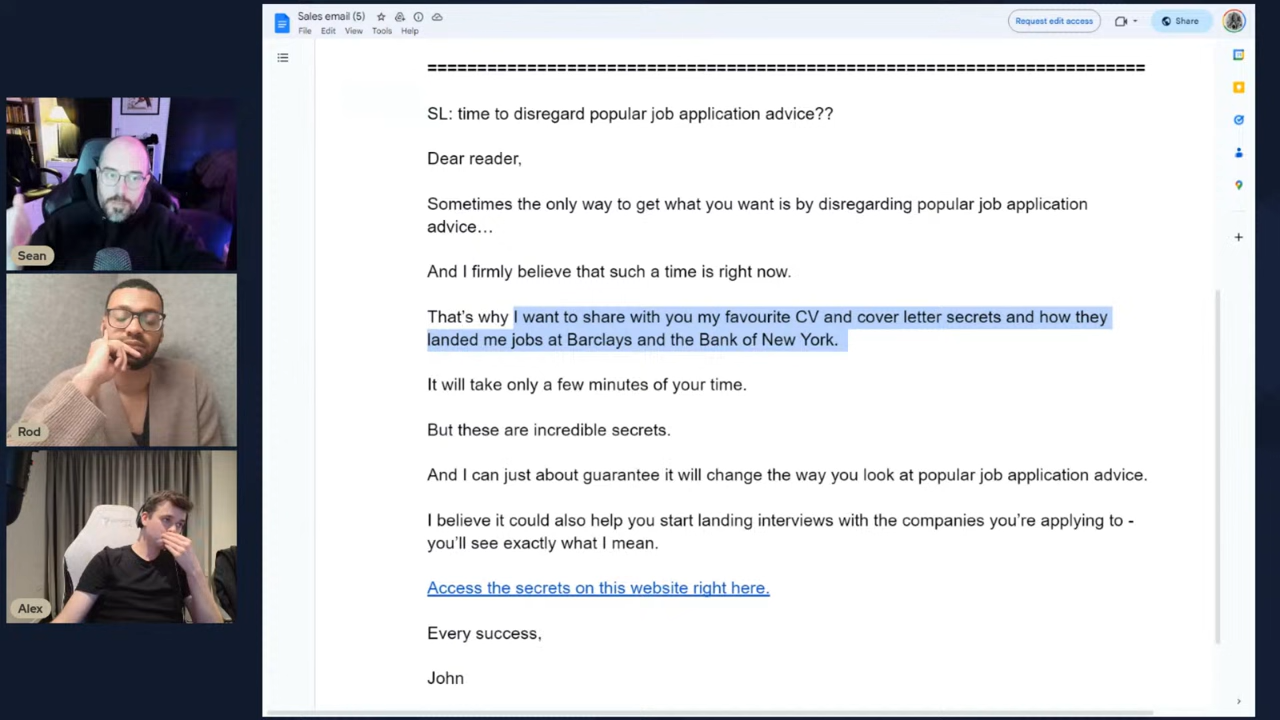 Sales email (5)
File Edit View Tools Help
Request edit access
Share
======================================================================
SL: time to disregard popular job application advice??
Dear reader,
Sometimes the only way to get what you want is by disregarding popular job application
advice…
And I firmly believe that such a time is right now.
That’s why I want to share with you my favourite CV and cover letter secrets and how they
landed me jobs at Barclays and the Bank of New York.
It will take only a few minutes of your time.
But these are incredible secrets.
And I can just about guarantee it will change the way you look at popular job application advice.
I believe it could also help you start landing interviews with the companies you’re applying to -
you’ll see exactly what I mean.
Access the secrets on this website right here.
Every success,
John
Sean
Rod
Alex